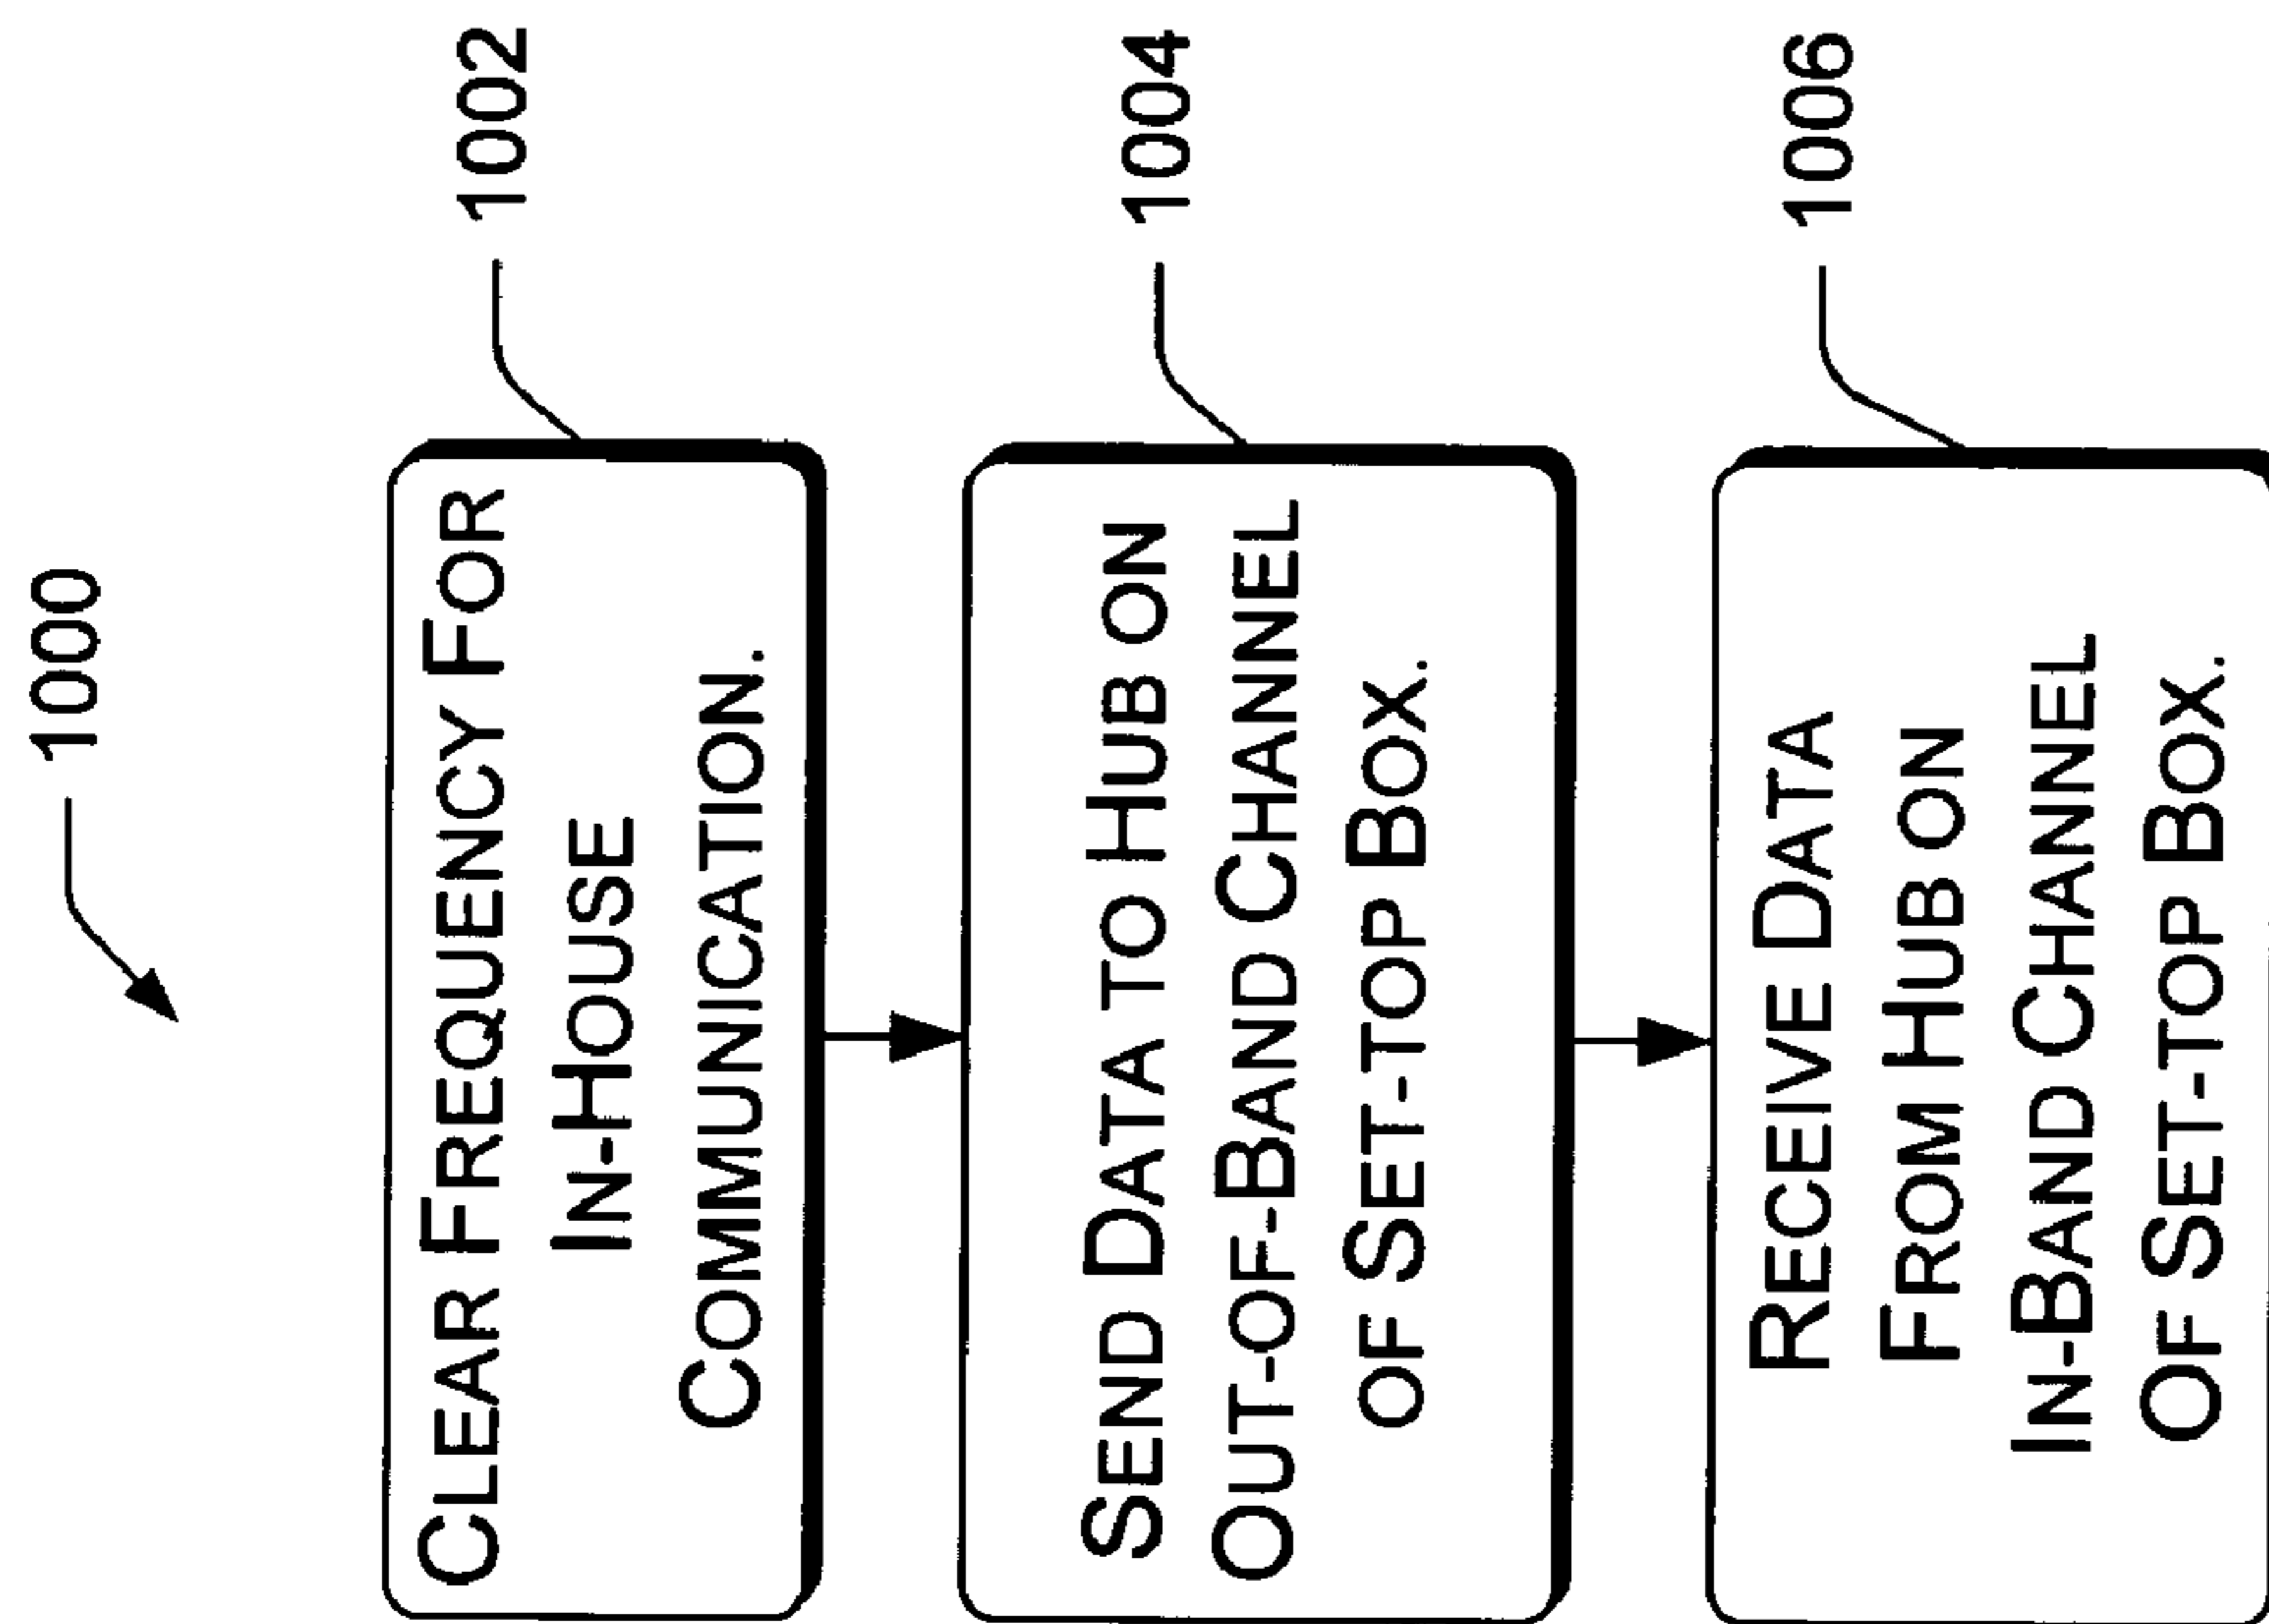 1000
CLEAR FREQUENCY FOR
IN-HOUSE
COMMUNICATION.
1002
SEND DATA TO HUB ON
OUT-OF-BAND CHANNEL
OF SET-TOP BOX.
1004
RECEIVE DATA
FROM HUB ON
IN-BAND CHANNEL
OF SET-TOP BOX.
1006